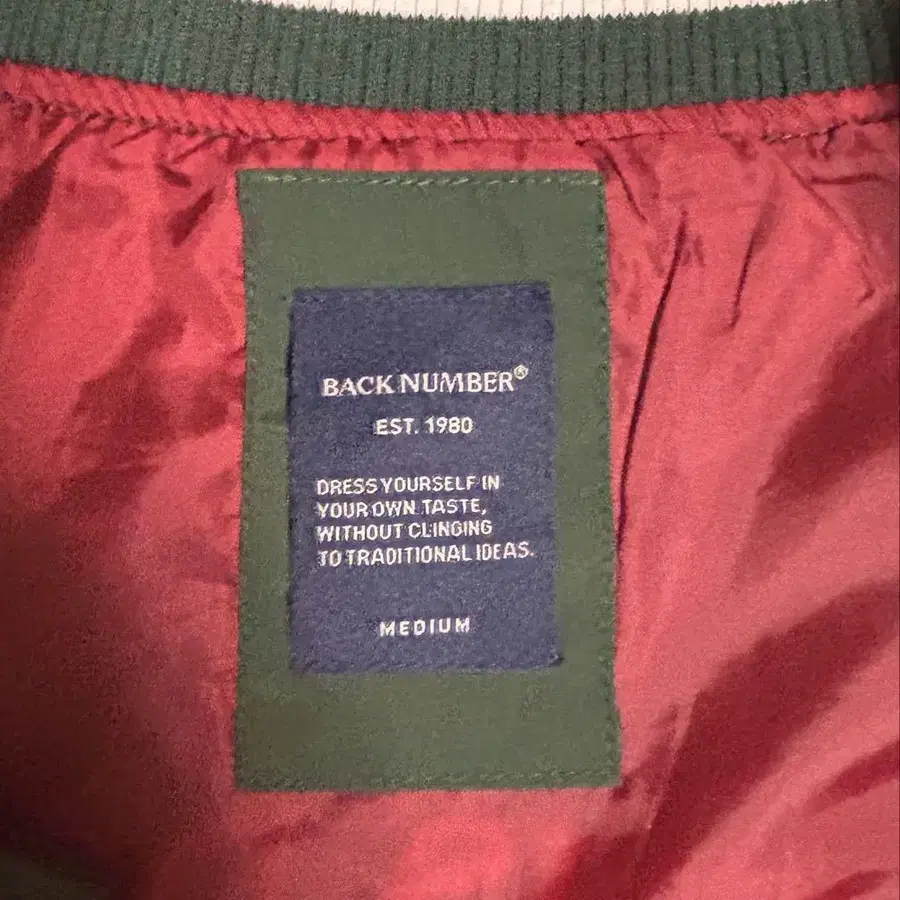 BACK NUMBER®
EST. 1980
DRESS YOURSELF IN
YOUR OWN TASTE,
WITHOUT CLINGING
TO TRADITIONAL IDEAS.
MEDIUM